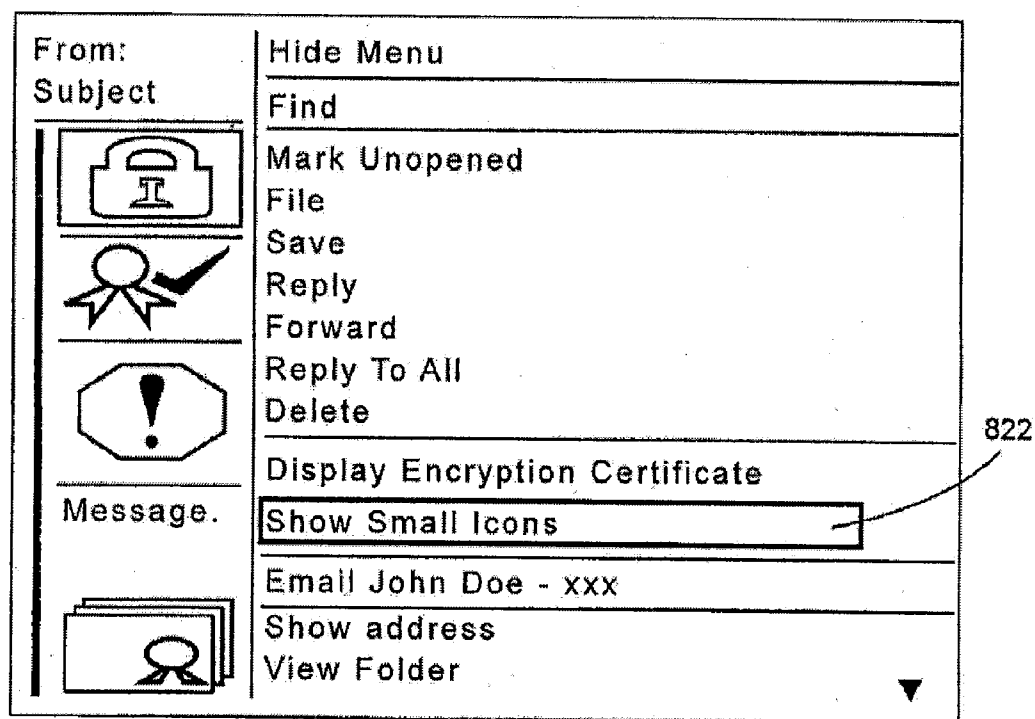 From:
Subject
Message.
Hide Menu
Find
Mark Unopened
File
Save
Reply
Forward
Reply To All
Delete
Display Encryption Certificate
Show Small Icons
Email John Doe - xxx
Show address
View Folder
822